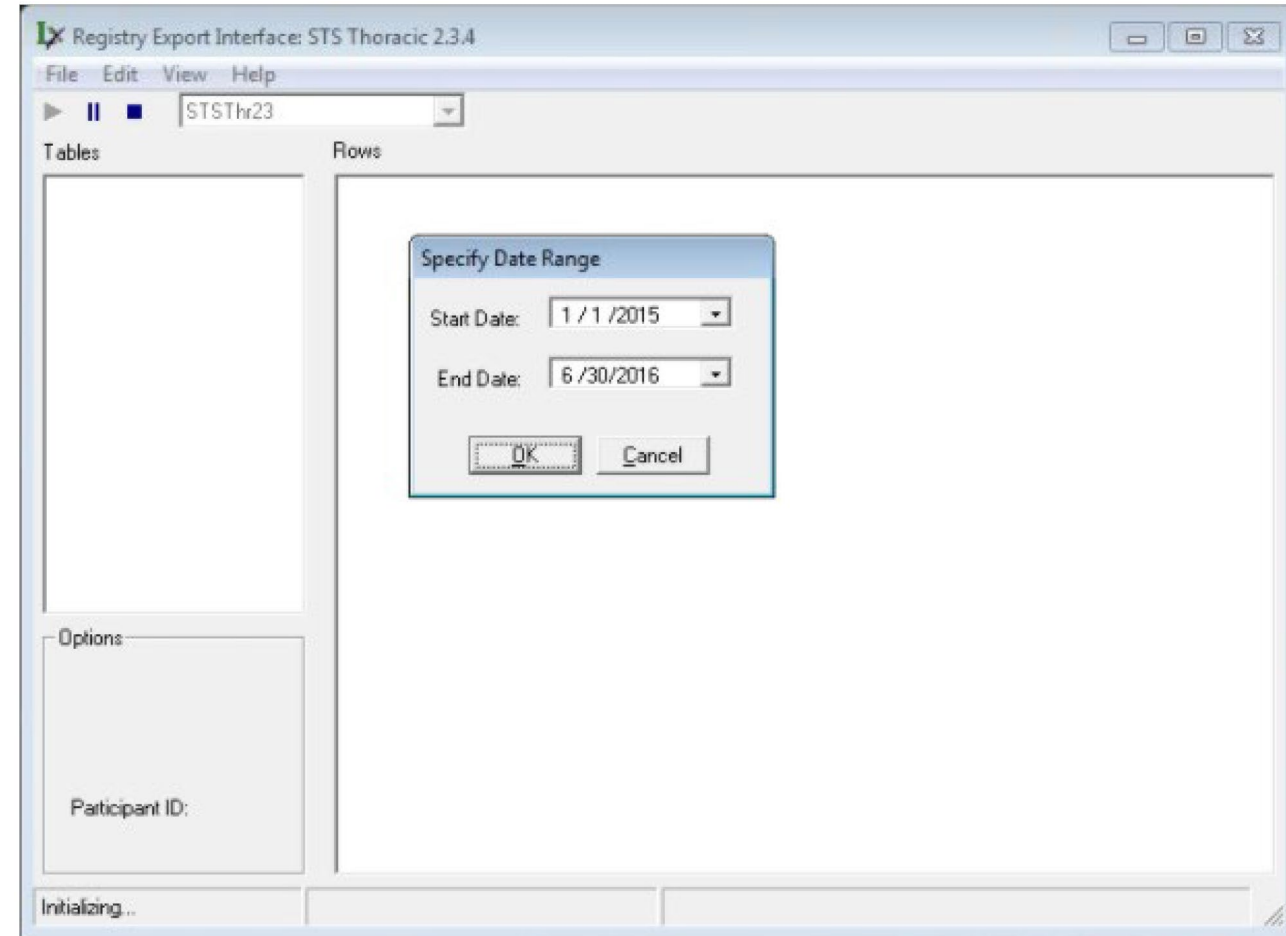 Lx Registry Export Interface: STS Thoracic 2.3.4
File Edit View Help
STSThr23
Tables Rows
Specify Date Range
Start Date: 1 / 1 /2015
End Date: 6 /30/2016
OK Cancel
Options
Participant ID:
Initializing...